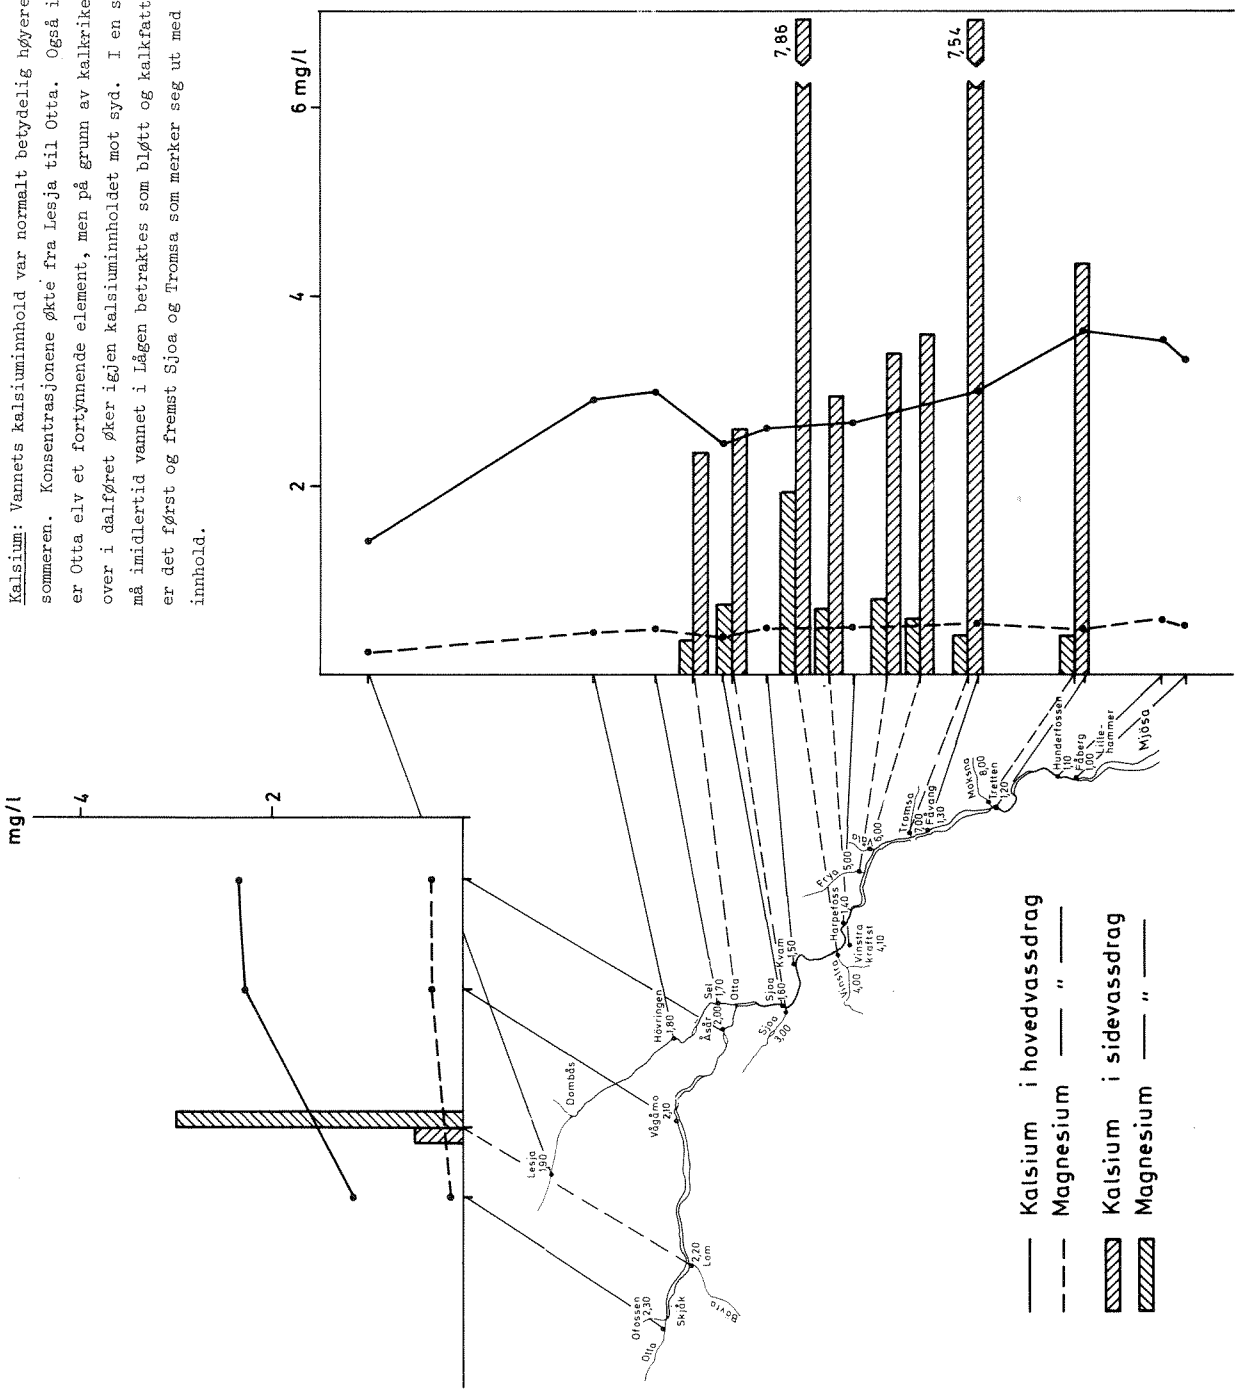 Kalsium: Vannets kalsiuminnhold var normalt betydelig høyere
sommeren. Konsentrasjonene økte fra Lesja til Otta. Også i
er Otta elv et fortynnende element, men på grunn av kalkrike
over i dalføret øker igjen kalsiuminnholdet mot syd. I en s
må imidlertid vannet i Lågen betraktes som bløtt og kalkfatt
er det først og fremst Sjoa og Tromsa som merker seg ut med
innhold.
6 mg/l
4
2
7,86
7,54
mg/l
4
2
Otta
Ofossen
2,30
Skjåk
Bövra
2,20
Lom
Lesja
1,90
Dombås
Vågåmo
2,10
Hövringen
1,80
Åsår
2,00
Sel
1,70
Otta
Sjoa
1,60
Sjoa
3,00
Kvam
1,50
Vinstra
4,00
Harpefoss
1,40
Vinstra
kraftst
4,10
Frya
5,00
Våla
6,00
Tromsa
7,00
Fåvang
1,30
Moksna
8,00
Tretten
1,20
Hunderfossen
1,10
Fåberg
1,00
Lille-
hammer
Mjösa
Kalsium i hovedvassdrag
Magnesium — " —
Kalsium i sidevassdrag
Magnesium — " —